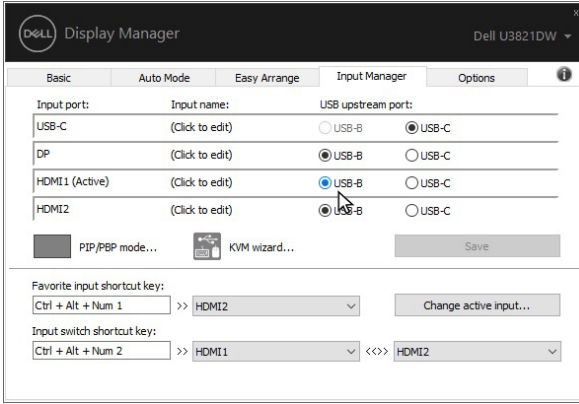 DELL Display Manager
Dell U3821DW
Basic Auto Mode Easy Arrange Input Manager Options
Input port: Input name: USB upstream port:
USB-C (Click to edit) USB-B USB-C
DP (Click to edit) USB-B USB-C
HDMI1 (Active) (Click to edit) USB-B USB-C
HDMI2 (Click to edit) USB-B USB-C
PIP/PBP mode... KVM wizard... Save
Favorite input shortcut key:
Ctrl + Alt + Num 1 >> HDMI2 Change active input...
Input switch shortcut key:
Ctrl + Alt + Num 2 >> HDMI1 <<>> HDMI2